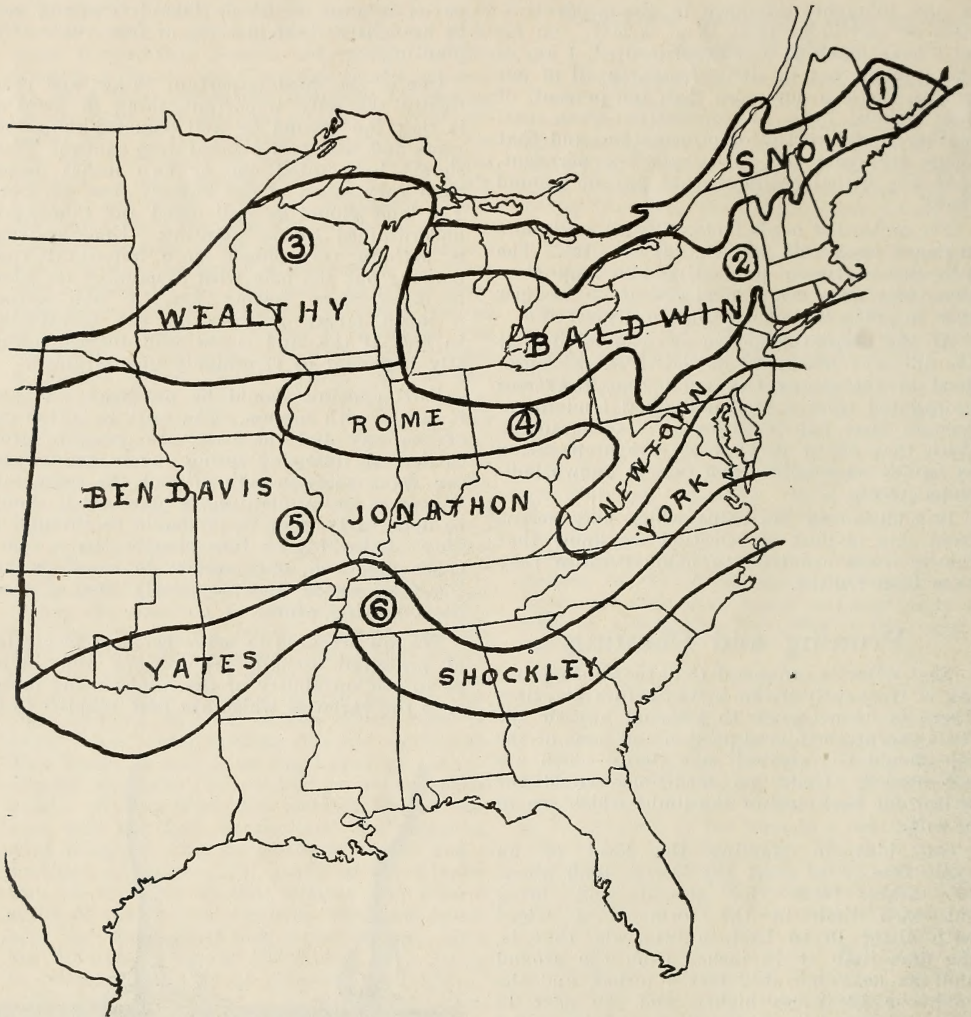 1
SNOW
2
3
WEALTHY
BALDWIN
ROME
4
NEWTOWN
BEN DAVIS
JONATHON
YORK
5
6
YATES
SHOCKLEY